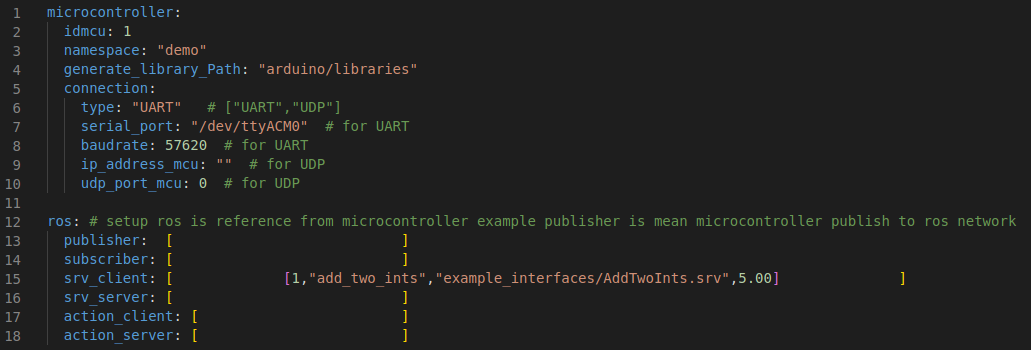 1 microcontroller:
2   idmcu: 1
3   namespace: "demo"
4   generate_library_Path: "arduino/libraries"
5   connection:
6     type: "UART"   # ["UART","UDP"]
7     serial_port: "/dev/ttyACM0"  # for UART
8     baudrate: 57620  # for UART
9     ip_address_mcu: ""  # for UDP
10     udp_port_mcu: 0  # for UDP
11
12 ros: # setup ros is reference from microcontroller example publisher is mean microcontroller publish to ros network
13   publisher:  [                           ]
14   subscriber: [                           ]
15   srv_client: [             [1,"add_two_ints","example_interfaces/AddTwoInts.srv",5.00]              ]
16   srv_server: [                           ]
17   action_client: [                        ]
18   action_server: [                        ]